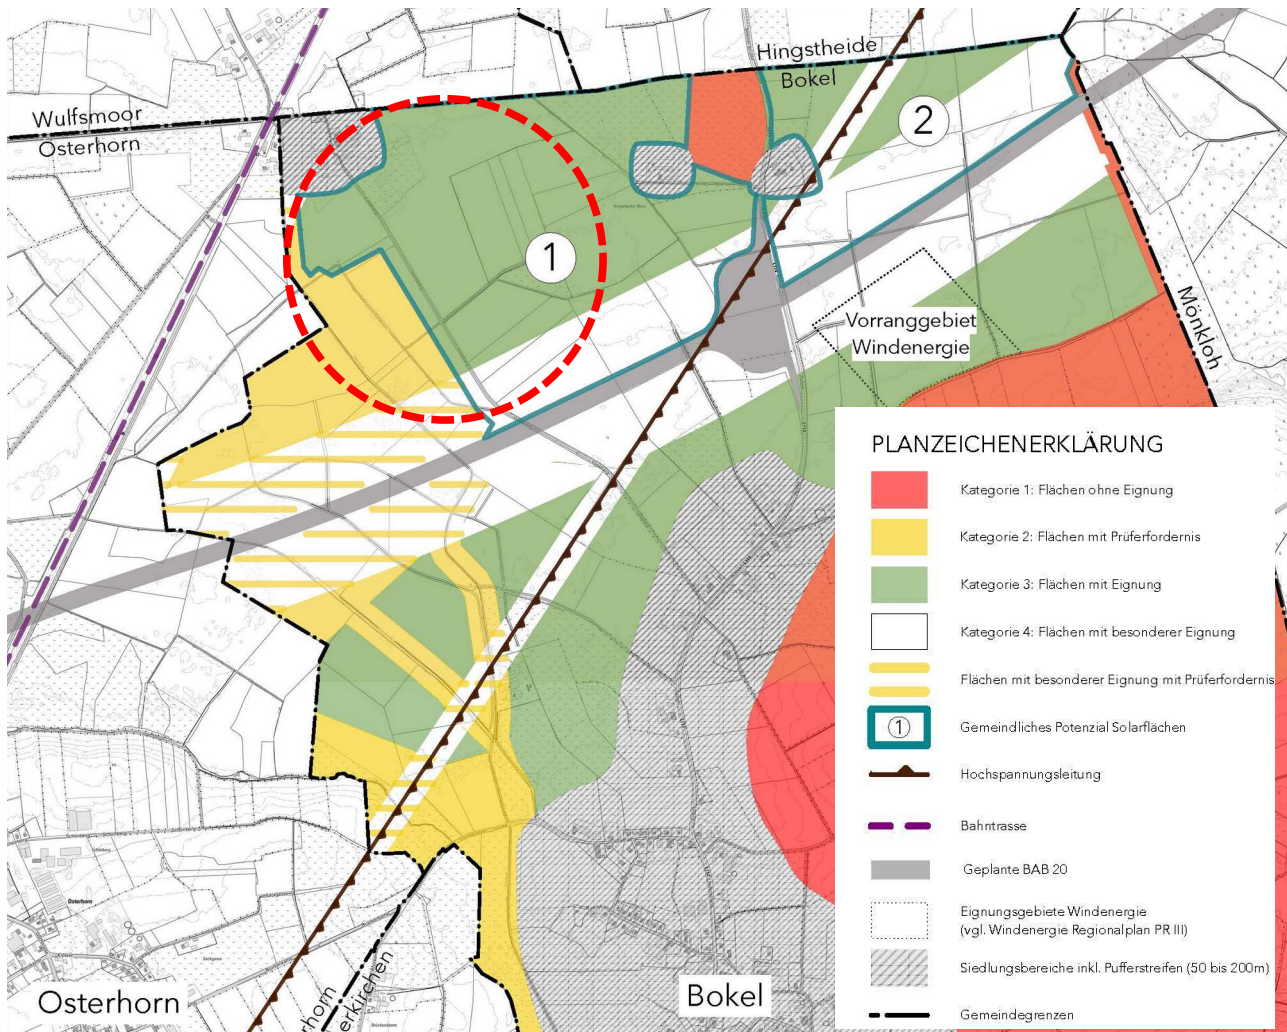 Hingstheide
Bokel
Wulfsmoor
Osterhorn
2
1
Vorranggebiet
Windenergie
Mönkloh
PLANZEICHENERKLÄRUNG
Kategorie 1: Flächen ohne Eignung
Kategorie 2: Flächen mit Prüferfordernis
Kategorie 3: Flächen mit Eignung
Kategorie 4: Flächen mit besonderer Eignung
Flächen mit besonderer Eignung mit Prüferfordernis
1
Gemeindliches Potenzial Solarflächen
Hochspannungsleitung
Bahntrasse
Geplante BAB 20
Eignungsgebiete Windenergie
(vgl. Windenergie Regionalplan PR III)
Siedlungsbereiche inkl. Pufferstreifen (50 bis 200m)
Gemeindegrenzen
Osterhorn
Osterhorn
rhorn
erkirchen
Bokel